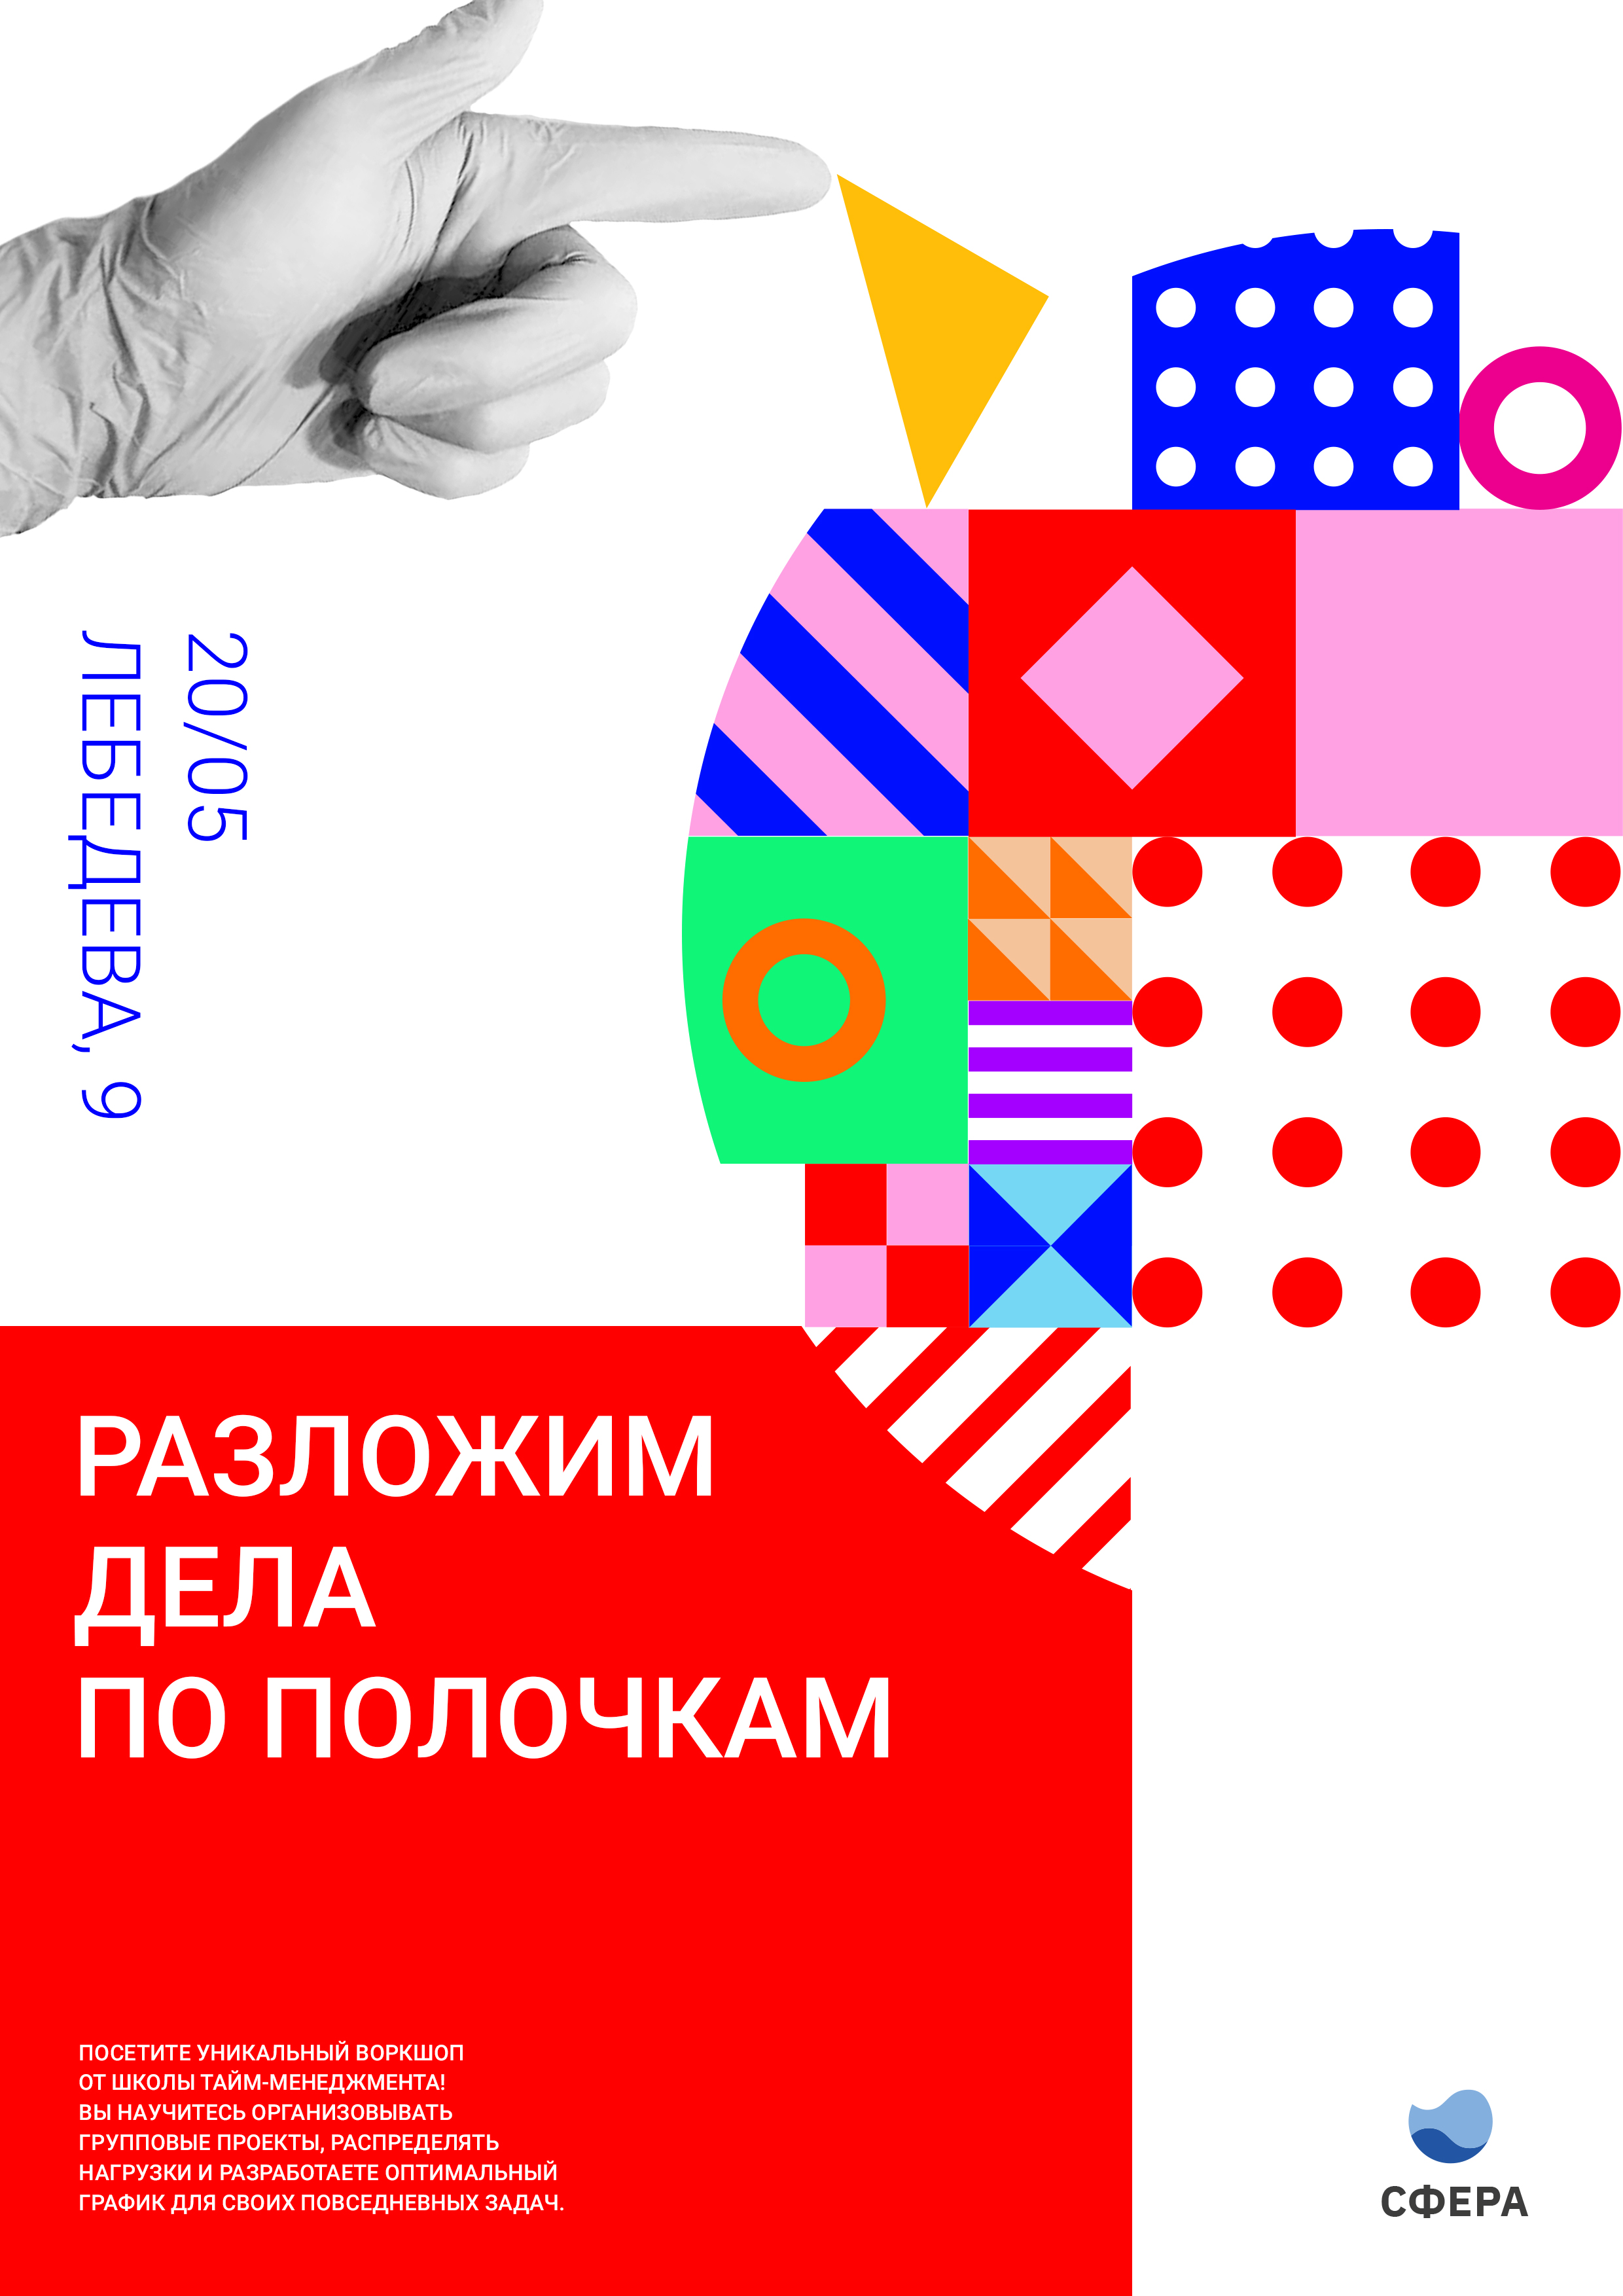 20/05
ЛЕБЕДЕВА, 9
РАЗЛОЖИМ
ДЕЛА
ПО ПОЛОЧКАМ
ПОСЕТИТЕ УНИКАЛЬНЫЙ ВОРКШОП
ОТ ШКОЛЫ ТАЙМ-МЕНЕДЖМЕНТА!
ВЫ НАУЧИТЕСЬ ОРГАНИЗОВЫВАТЬ
ГРУППОВЫЕ ПРОЕКТЫ, РАСПРЕДЕЛЯТЬ
НАГРУЗКИ И РАЗРАБОТАЕТЕ ОПТИМАЛЬНЫЙ
ГРАФИК ДЛЯ СВОИХ ПОВСЕДНЕВНЫХ ЗАДАЧ.
СФЕРА